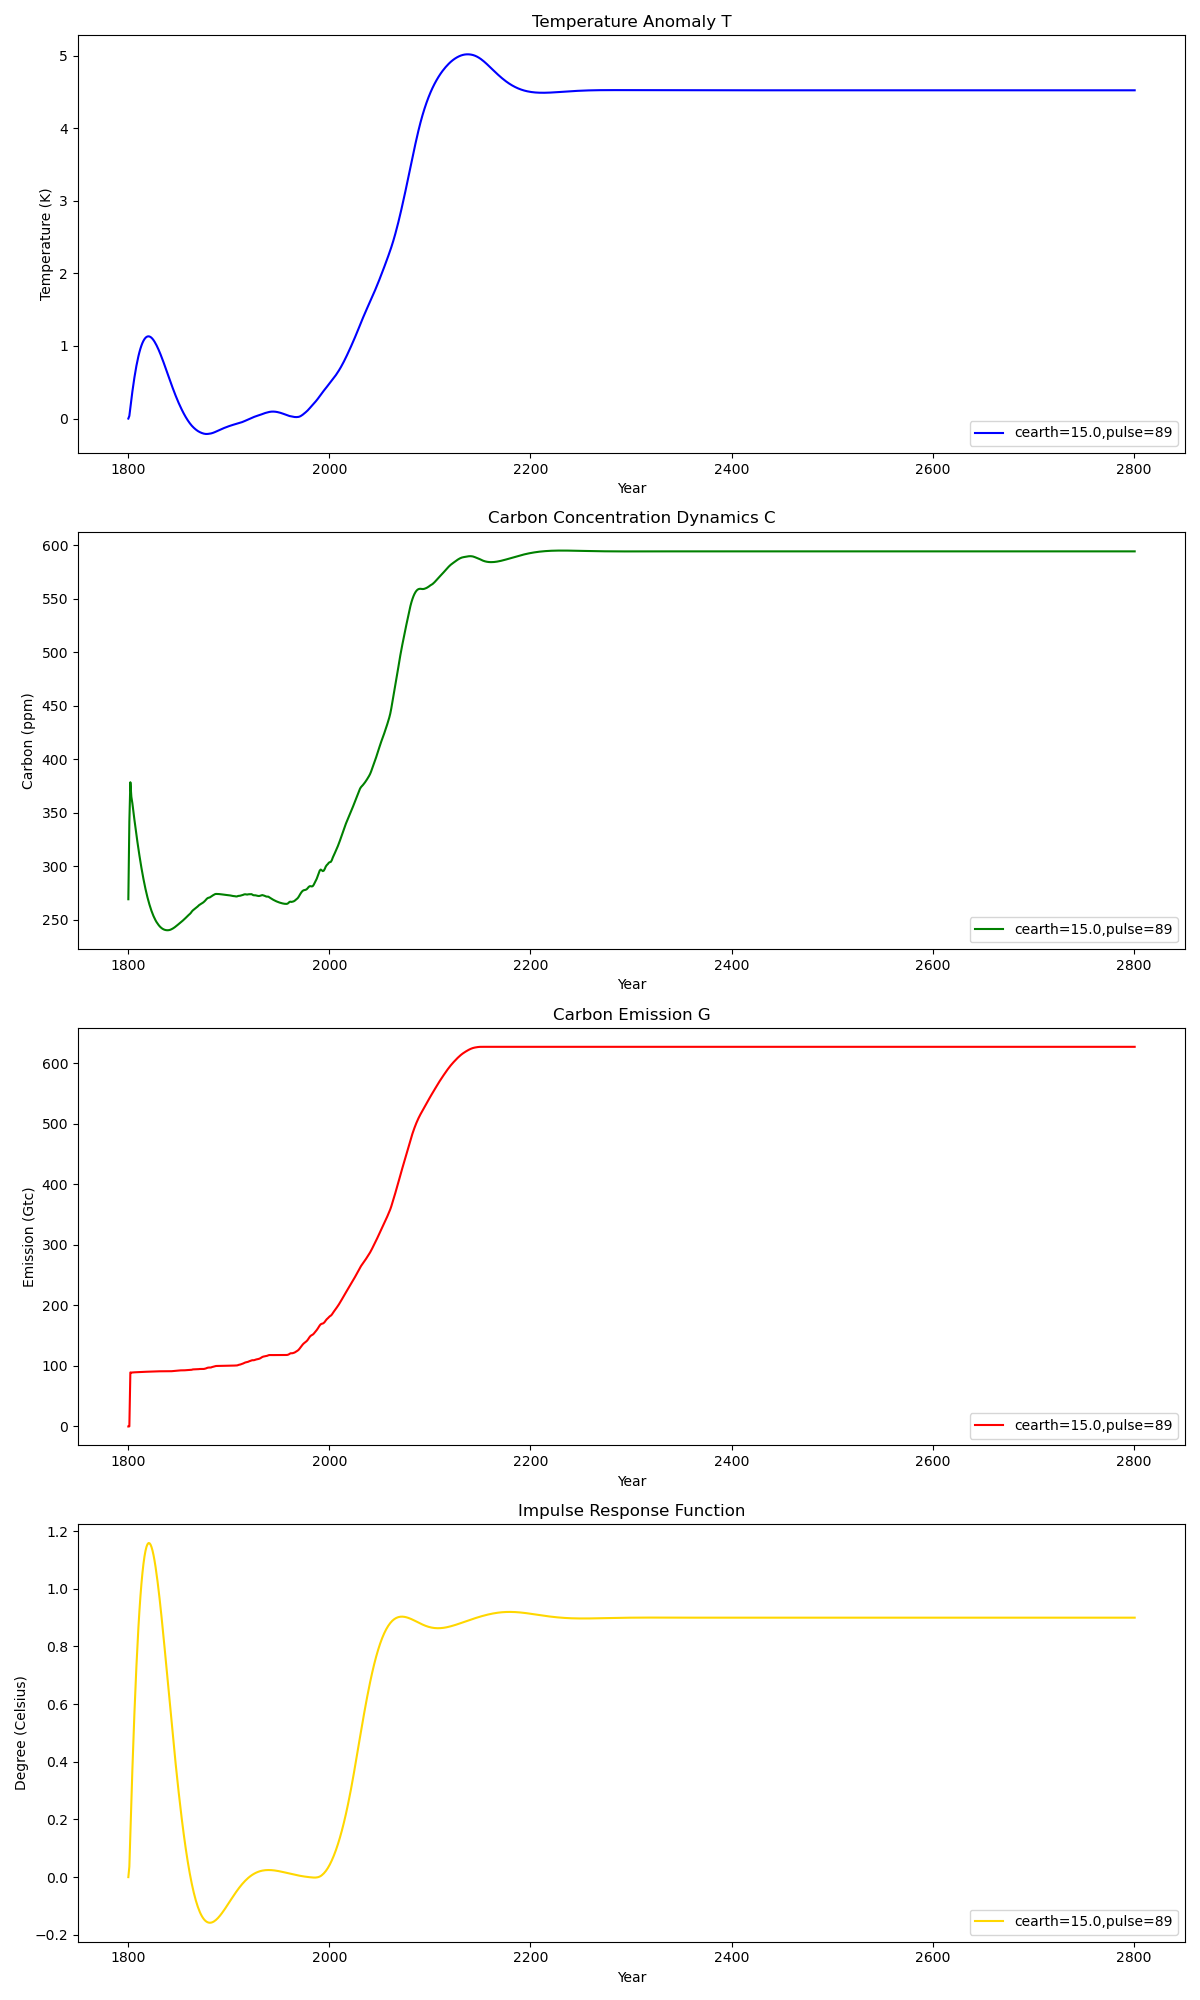 Temperature Anomaly T
5
4
3
2
1
0
Temperature (K)
cearth=15.0,pulse=89
1800 2000 2200 2400 2600 2800
Year
Carbon Concentration Dynamics C
600
550
500
450
400
350
300
250
Carbon (ppm)
cearth=15.0,pulse=89
1800 2000 2200 2400 2600 2800
Year
Carbon Emission G
600
500
400
300
200
100
0
Emission (Gtc)
cearth=15.0,pulse=89
1800 2000 2200 2400 2600 2800
Year
Impulse Response Function
1.2
1.0
0.8
0.6
0.4
0.2
0.0
−0.2
Degree (Celsius)
cearth=15.0,pulse=89
1800 2000 2200 2400 2600 2800
Year